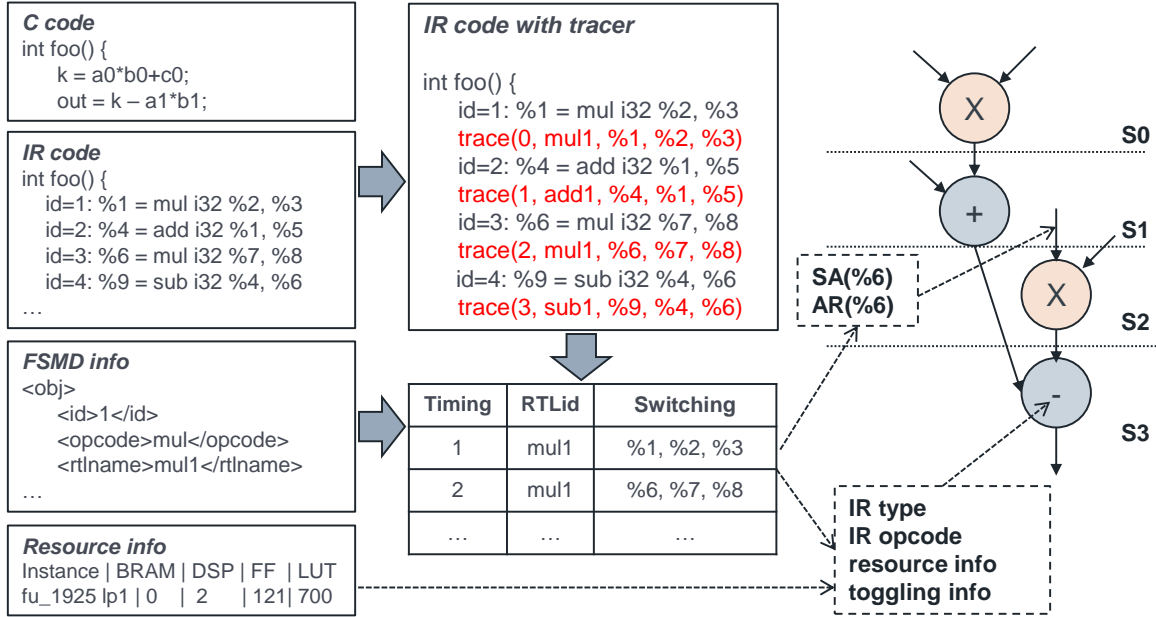 C code
int foo() {
k = a0*b0+c0;
out = k – a1*b1;
IR code
int foo() {
id=1: %1 = mul i32 %2, %3
id=2: %4 = add i32 %1, %5
id=3: %6 = mul i32 %7, %8
id=4: %9 = sub i32 %4, %6
…
FSMD info
<obj>
<id>1</id>
<opcode>mul</opcode>
<rtlname>mul1</rtlname>
…
Resource info
Instance | BRAM | DSP | FF | LUT
fu_1925 lp1 | 0 | 2 | 121| 700
IR code with tracer
int foo() {
id=1: %1 = mul i32 %2, %3
trace(0, mul1, %1, %2, %3)
id=2: %4 = add i32 %1, %5
trace(1, add1, %4, %1, %5)
id=3: %6 = mul i32 %7, %8
trace(2, mul1, %6, %7, %8)
id=4: %9 = sub i32 %4, %6
trace(3, sub1, %9, %4, %6)
Timing RTLid Switching
1 mul1 %1, %2, %3
2 mul1 %6, %7, %8
… … …
X
S0
+
S1
SA(%6)
AR(%6)
X
S2
-
S3
IR type
IR opcode
resource info
toggling info